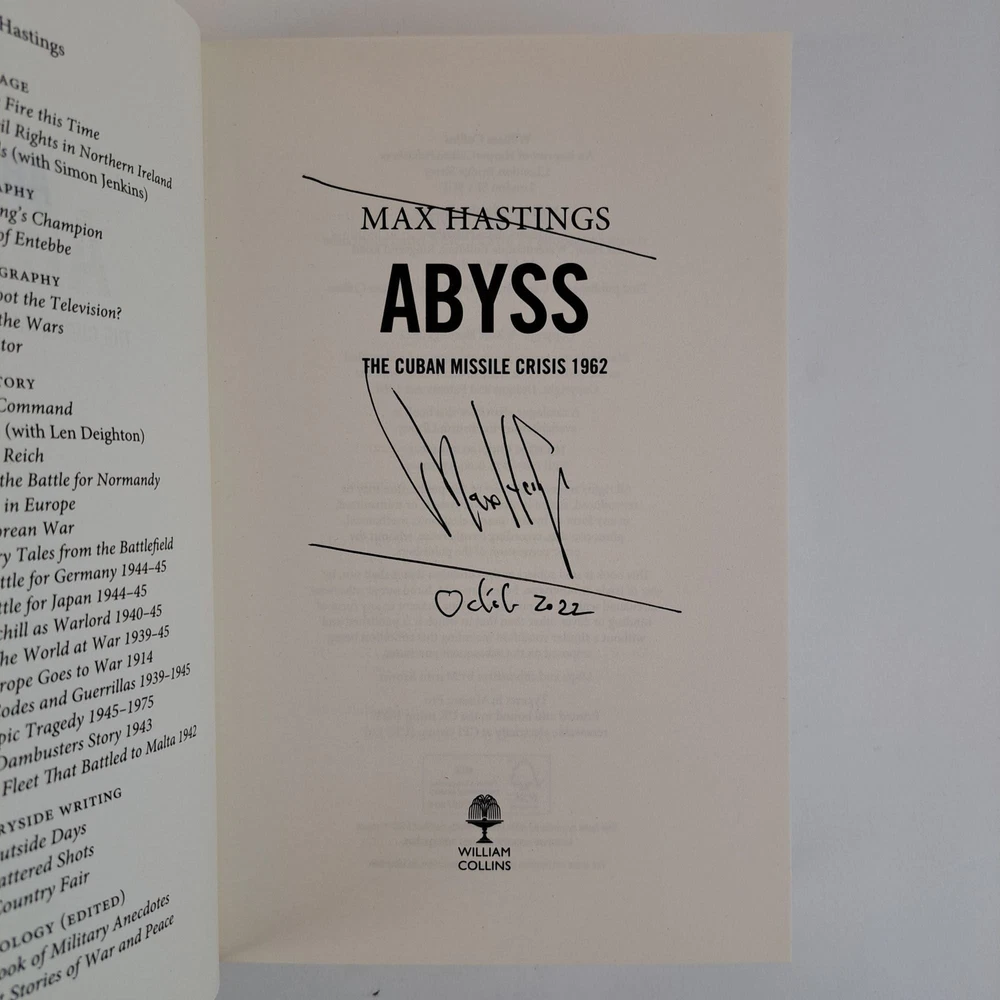 Hastings
AGE
Fire this Time
il Rights in Northern Ireland
s (with Simon Jenkins)
APHY
ng's Champion
of Entebbe
GRAPHY
oot the Television?
the Wars
tor
TORY
Command
(with Len Deighton)
Reich
the Battle for Normandy
in Europe
orean War
ry Tales from the Battlefield
ttle for Germany 1944–45
ttle for Japan 1944–45
chill as Warlord 1940–45
he World at War 1939–45
rope Goes to War 1914
Codes and Guerrillas 1939–1945
pic Tragedy 1945–1975
Dambusters Story 1943
Fleet That Battled to Malta 1942
RYSIDE WRITING
utside Days
attered Shots
Country Fair
OLOGY (EDITED)
ook of Military Anecdotes
t Stories of War and Peace
MAX HASTINGS
ABYSS
THE CUBAN MISSILE CRISIS 1962
Max Hastings
2022
WILLIAM
COLLINS